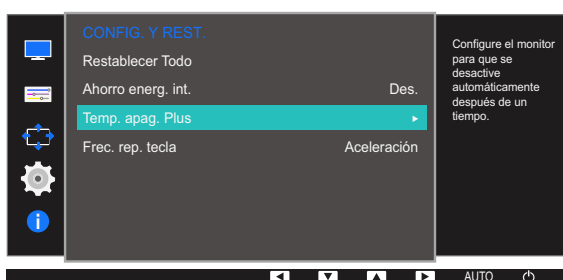 CONFIG. Y REST.
Restablecer Todo
Ahorro energ. int. Des.
Temp. apag. Plus
Frec. rep. tecla Aceleración
Configure el monitor
para que se
desactive
automáticamente
después de un
tiempo.
AUTO